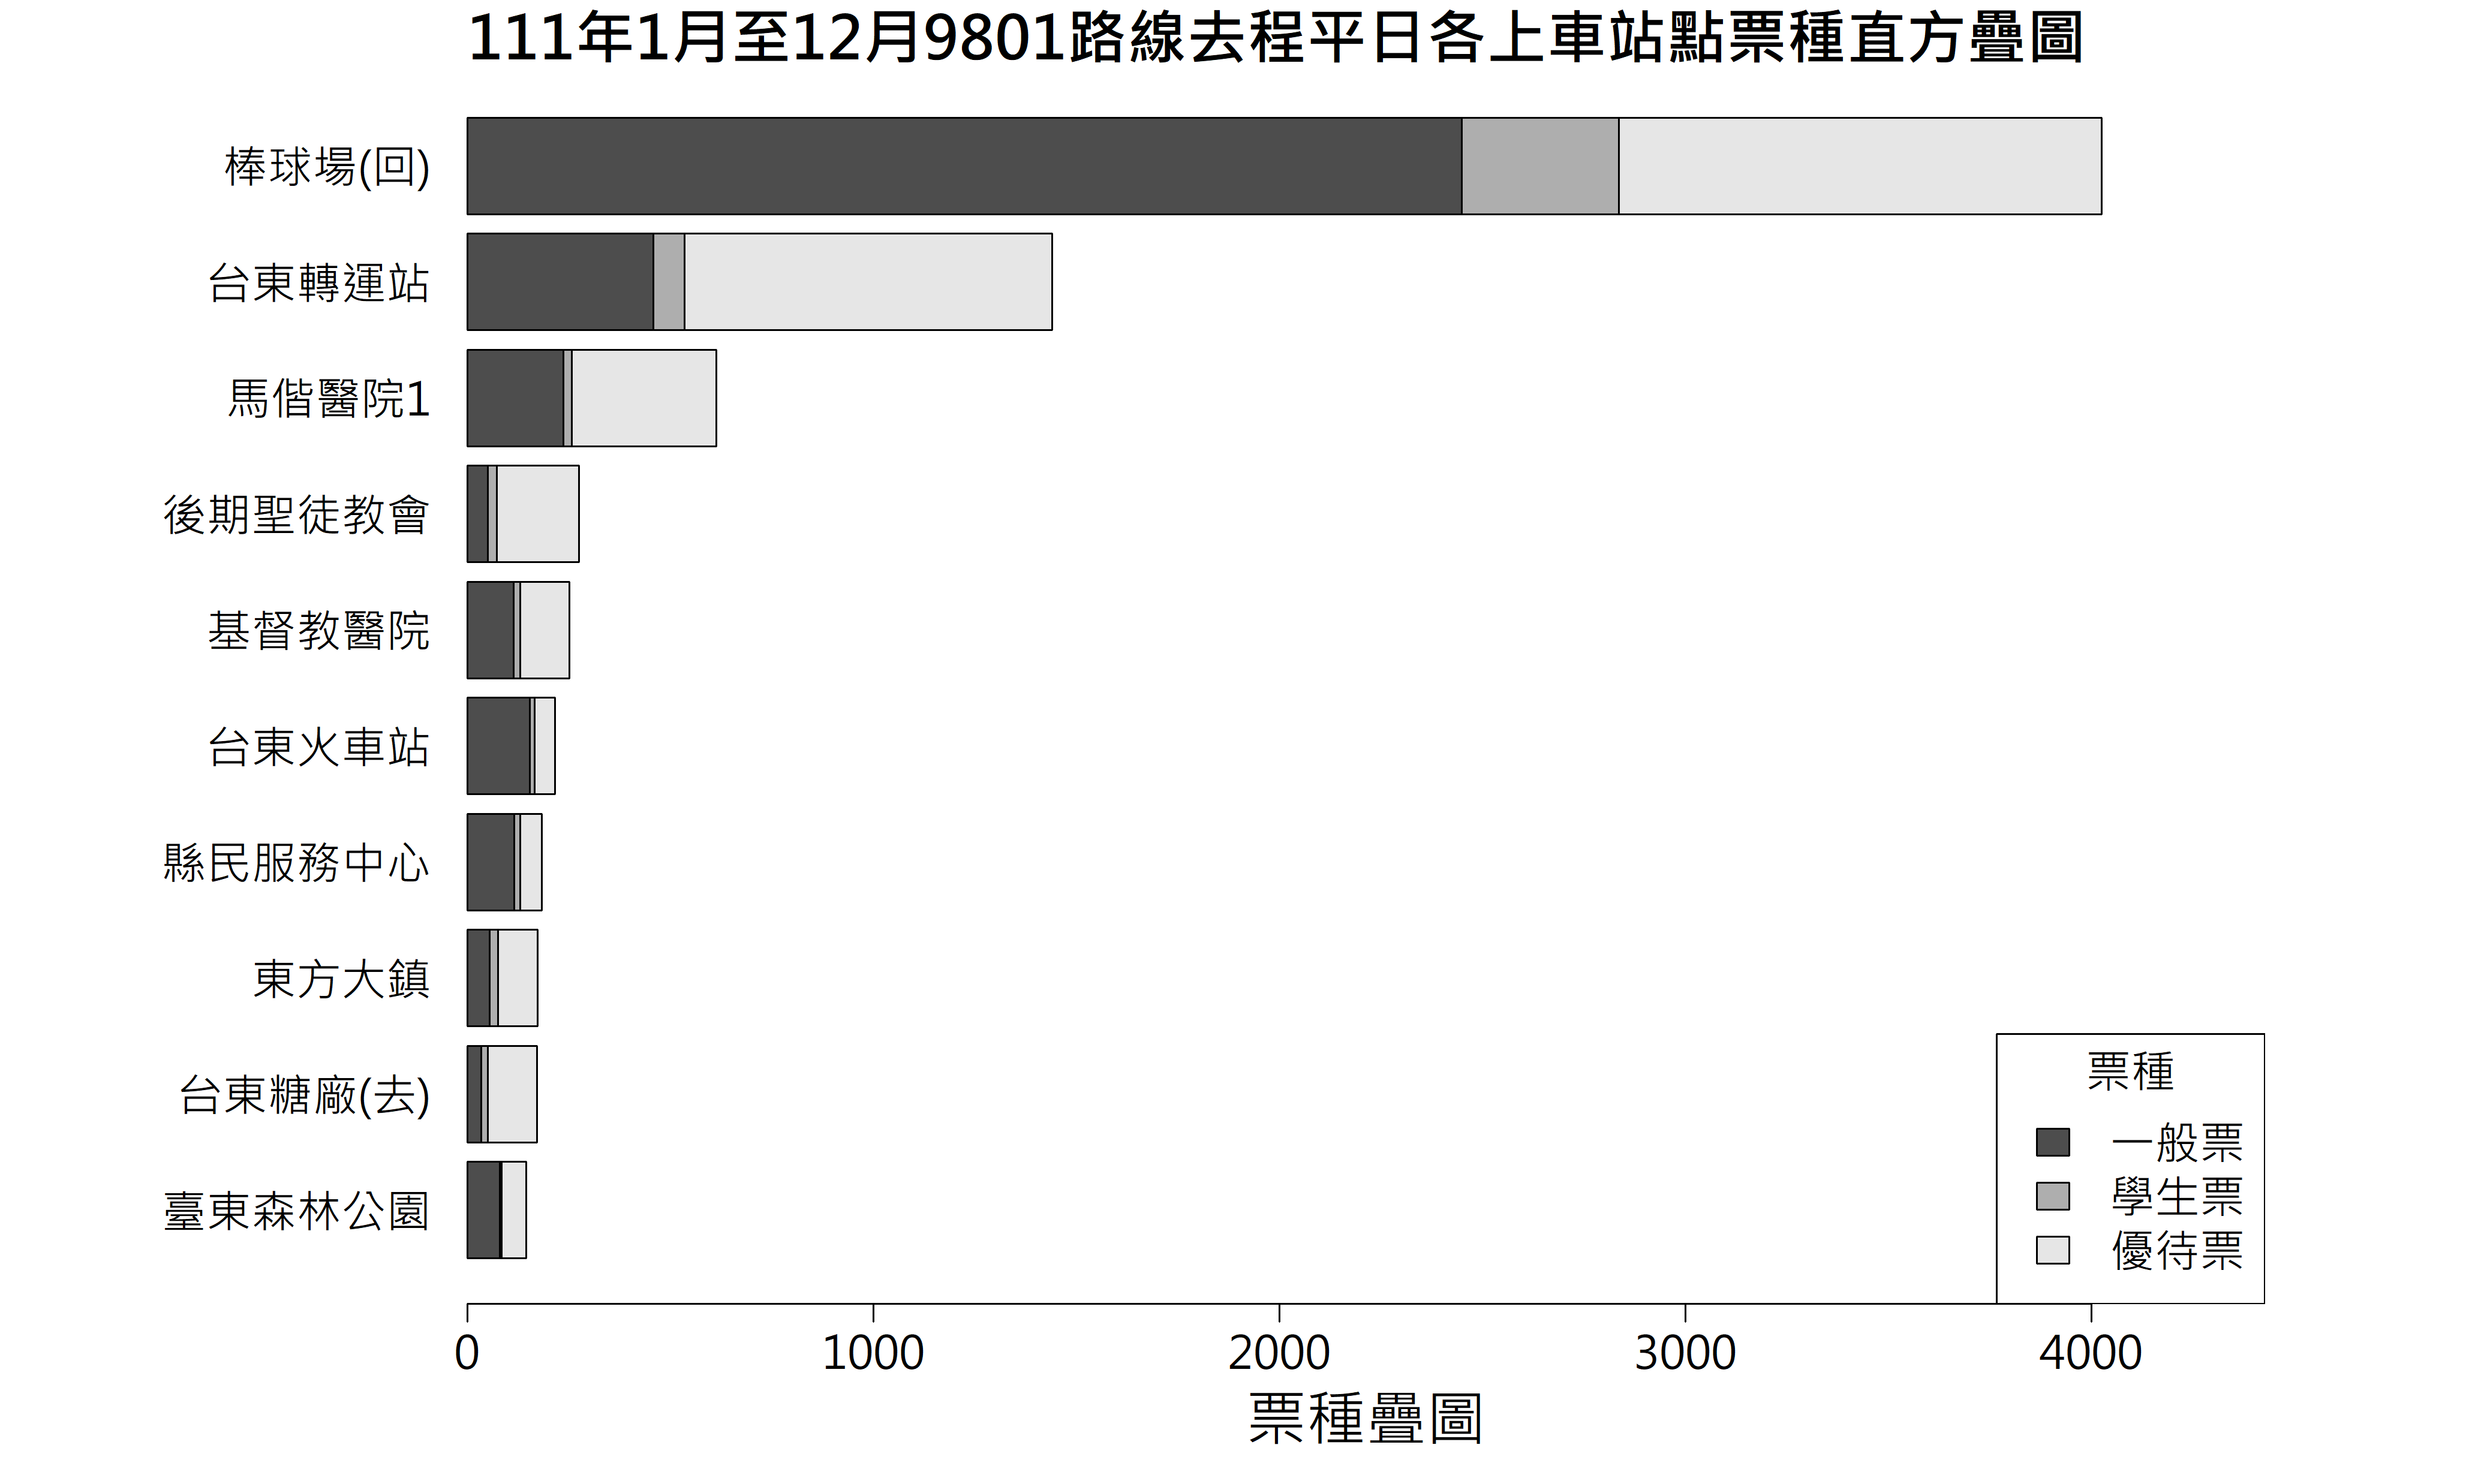 111年1月至12月9801路線去程平日各上車站點票種直方疊圖
棒球場(回)
台東轉運站
馬偕醫院1
後期聖徒教會
基督教醫院
台東火車站
縣民服務中心
東方大鎮
台東糖廠(去)
臺東森林公園
票種
一般票
學生票
優待票
0 1000 2000 3000 4000
票種疊圖